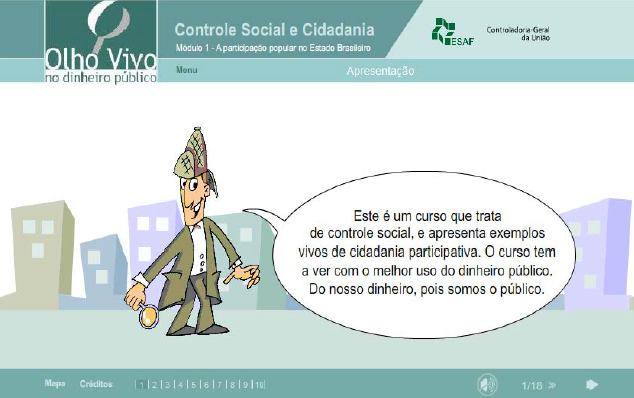 Olho Vivo
no dinheiro público
Controle Social e Cidadania
Módulo 1 - A participação popular no Estado Brasileiro
ESAF
Controladoria-Geral
da União
Menu
Apresentação
Este é um curso que trata
de controle social, e apresenta exemplos
vivos de cidadania participativa. O curso tem
a ver com o melhor uso do dinheiro público.
Do nosso dinheiro, pois somos o público.
Mapa Créditos 1 | 2 | 3 | 4 | 5 | 6 | 7 | 8 | 9 | 10| 1/18 »